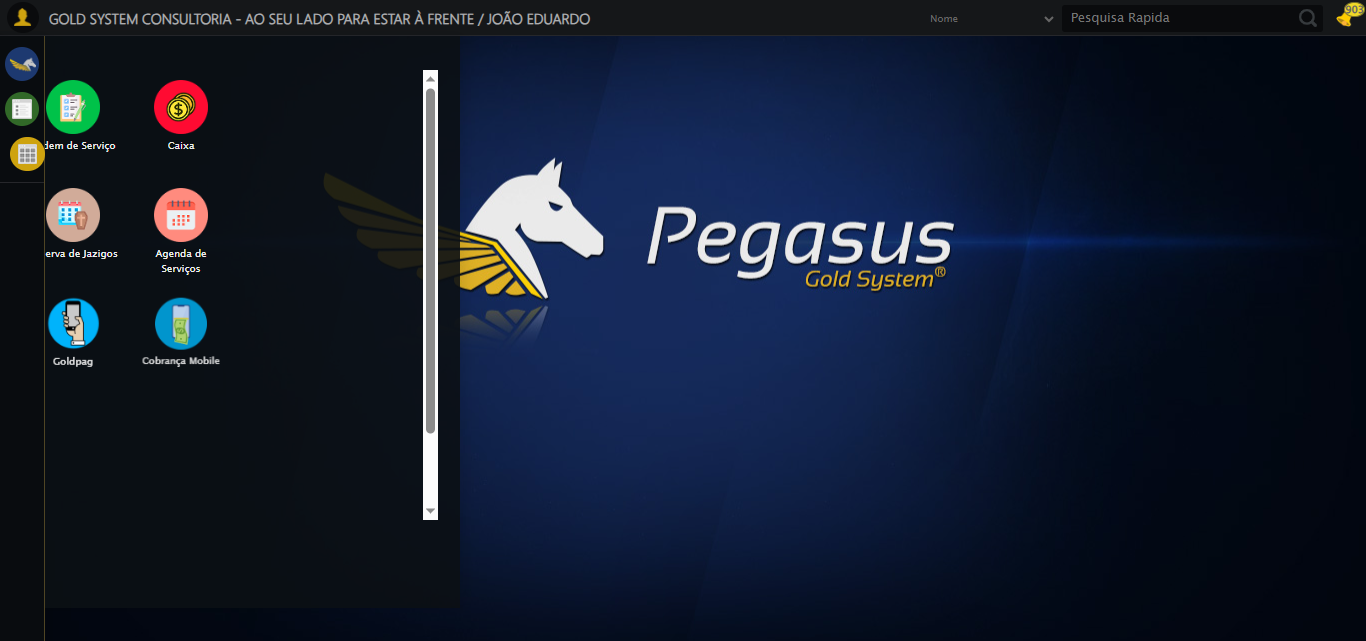 GOLD SYSTEM CONSULTORIA - AO SEU LADO PARA ESTAR À FRENTE / JOÃO EDUARDO
Nome
Pesquisa Rapida
903
dem de Serviço
Caixa
erva de Jazigos
Agenda de
Serviços
Goldpag
Cobrança Mobile
Pegasus
Gold System®